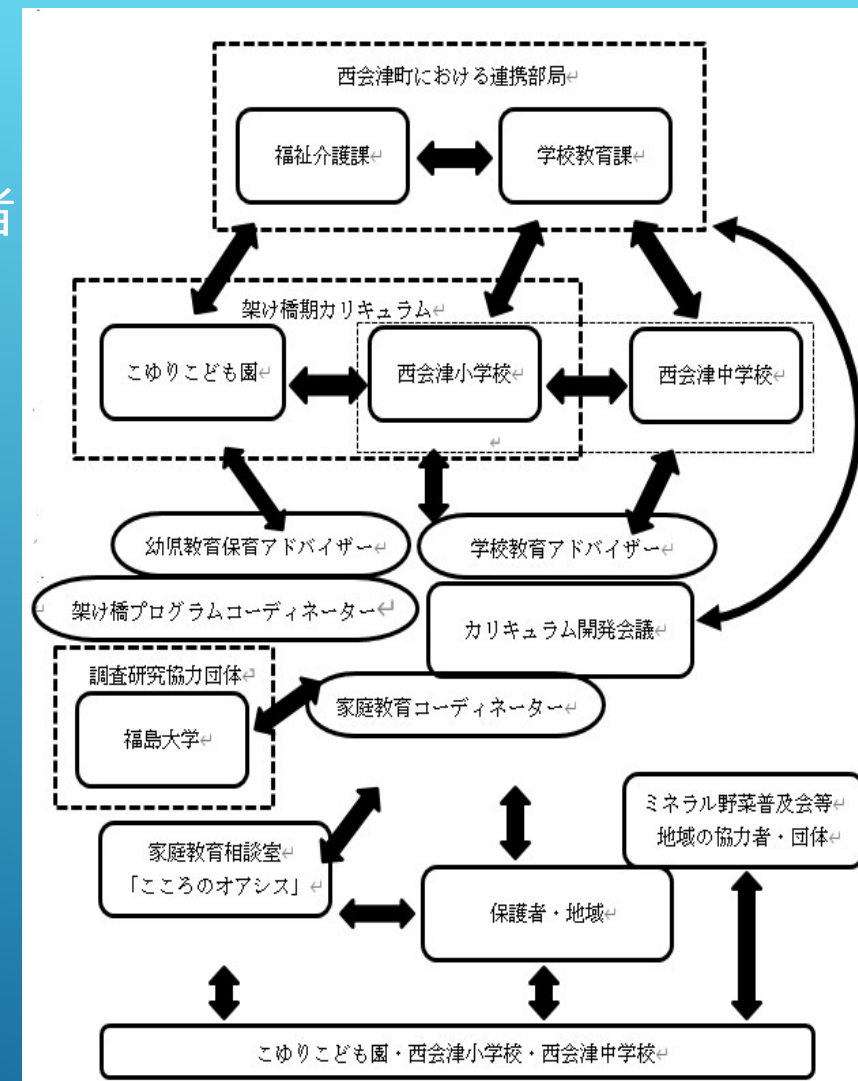 者
西会津町における連携部局
福祉介護課
学校教育課
架け橋期カリキュラム
こゆりこども園
西会津小学校
西会津中学校
幼児教育保育アドバイザー
学校教育アドバイザー
架け橋プログラムコーディネーター
カリキュラム開発会議
調査研究協力団体
家庭教育コーディネーター
福島大学
ミネラル野菜普及会等
地域の協力者・団体
家庭教育相談室
「こころのオアシス」
保護者・地域
こゆりこども園・西会津小学校・西会津中学校